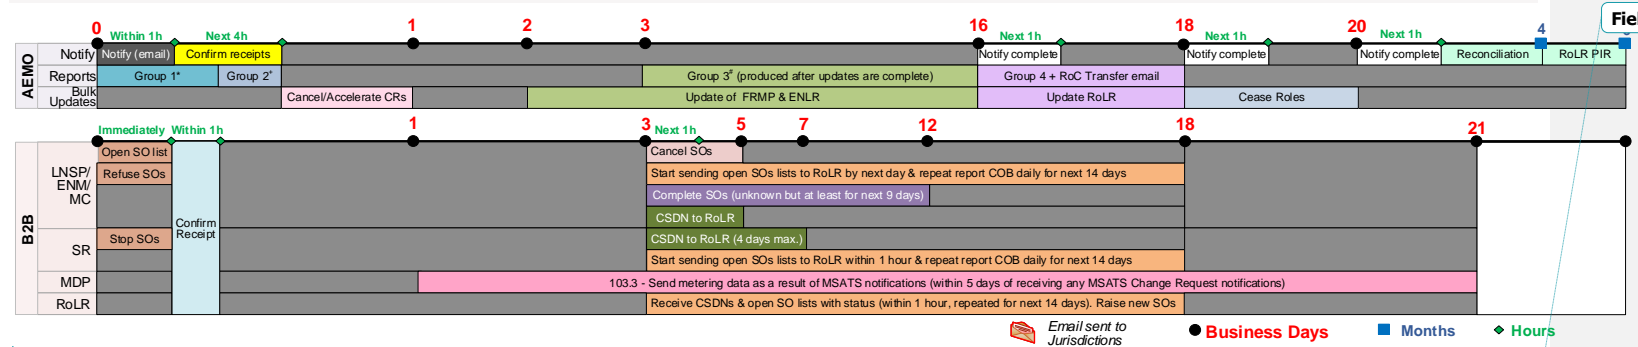 Fiel
0 Within 1h Next 4h 1 2 3 16 Next 1h 18 Next 1h 20 Next 1h 4
AEMO
Notify Notify (email) Confirm receipts Notify complete Notify complete Notify complete Reconciliation RoLR PIR
Reports Group 1* Group 2+ Group 3# (produced after updates are complete) Group 4 + RoC Transfer email
Bulk
Updates Cancel/Accelerate CRs Update of FRMP & ENLR Update RoLR Cease Roles
Immediately Within 1h 1 3 Next 1h 5 7 12 18 21
B2B
LNSP/
ENM/
MC
Open SO list Cancel SOs
Refuse SOs Start sending open SOs lists to RoLR by next day & repeat report COB daily for next 14 days
Complete SOs (unknown but at least for next 9 days)
Confirm
Receipt
CSDN to RoLR
SR
Stop SOs CSDN to RoLR (4 days max.)
Start sending open SOs lists to RoLR within 1 hour & repeat report COB daily for next 14 days
MDP 103.3 - Send metering data as a result of MSATS notifications (within 5 days of receiving any MSATS Change Request notifications)
RoLR Receive CSDNs & open SO lists with status (within 1 hour, repeated for next 14 days). Raise new SOs
Email sent to
Jurisdictions
Business Days Months Hours